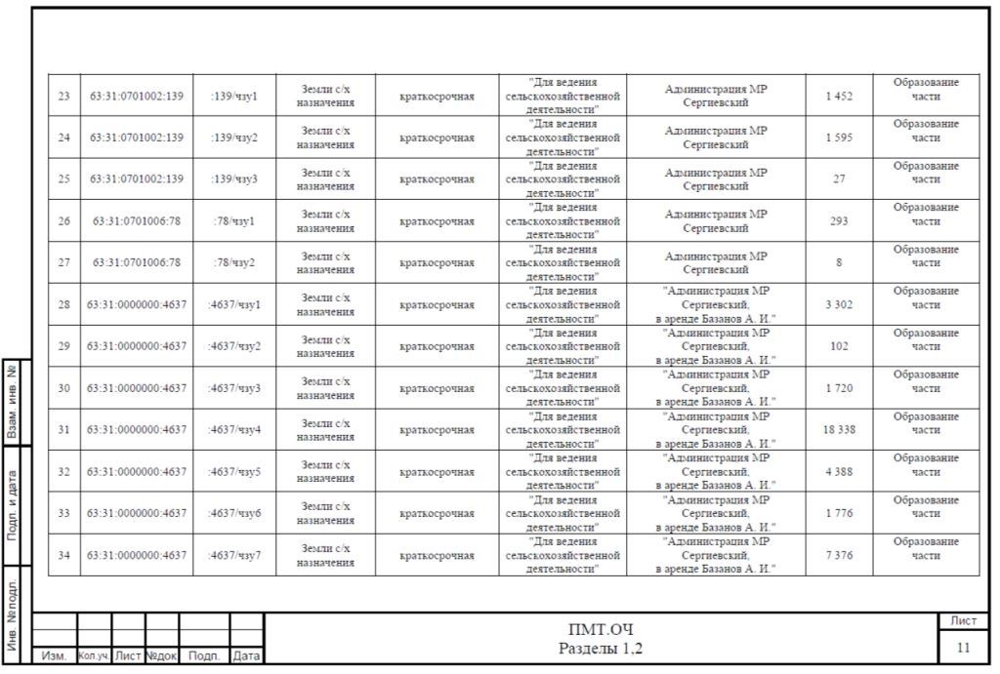 23 63:31:0701002:139 :139/чзу1 Земли с/х назначения краткосрочная "Для ведения сельскохозяйственной деятельности" Администрация МР Сергиевский 1 452 Образование части
24 63:31:0701002:139 :139/чзу2 Земли с/х назначения краткосрочная "Для ведения сельскохозяйственной деятельности" Администрация МР Сергиевский 1 595 Образование части
25 63:31:0701002:139 :139/чзу3 Земли с/х назначения краткосрочная "Для ведения сельскохозяйственной деятельности" Администрация МР Сергиевский 27 Образование части
26 63:31:0701006:78 :78/чзу1 Земли с/х назначения краткосрочная "Для ведения сельскохозяйственной деятельности" Администрация МР Сергиевский 293 Образование части
27 63:31:0701006:78 :78/чзу2 Земли с/х назначения краткосрочная "Для ведения сельскохозяйственной деятельности" Администрация МР Сергиевский 8 Образование части
28 63:31:0000000:4637 :4637/чзу1 Земли с/х назначения краткосрочная "Для ведения сельскохозяйственной деятельности" "Администрация МР Сергиевский, в аренде Базанов А. И." 3 302 Образование части
29 63:31:0000000:4637 :4637/чзу2 Земли с/х назначения краткосрочная "Для ведения сельскохозяйственной деятельности" "Администрация МР Сергиевский, в аренде Базанов А. И." 102 Образование части
30 63:31:0000000:4637 :4637/чзу3 Земли с/х назначения краткосрочная "Для ведения сельскохозяйственной деятельности" "Администрация МР Сергиевский, в аренде Базанов А. И." 1 720 Образование части
31 63:31:0000000:4637 :4637/чзу4 Земли с/х назначения краткосрочная "Для ведения сельскохозяйственной деятельности" "Администрация МР Сергиевский, в аренде Базанов А. И." 18 338 Образование части
32 63:31:0000000:4637 :4637/чзу5 Земли с/х назначения краткосрочная "Для ведения сельскохозяйственной деятельности" "Администрация МР Сергиевский, в аренде Базанов А. И." 4 388 Образование части
33 63:31:0000000:4637 :4637/чзу6 Земли с/х назначения краткосрочная "Для ведения сельскохозяйственной деятельности" "Администрация МР Сергиевский, в аренде Базанов А. И." 1 776 Образование части
34 63:31:0000000:4637 :4637/чзу7 Земли с/х назначения краткосрочная "Для ведения сельскохозяйственной деятельности" "Администрация МР Сергиевский, в аренде Базанов А. И." 7 376 Образование части
Взам. инв. №
Подп. и дата
Инв. №подл.
Изм. Кол.уч. Лист №док Подп. Дата
ПМТ.ОЧ
Разделы 1,2
Лист
11